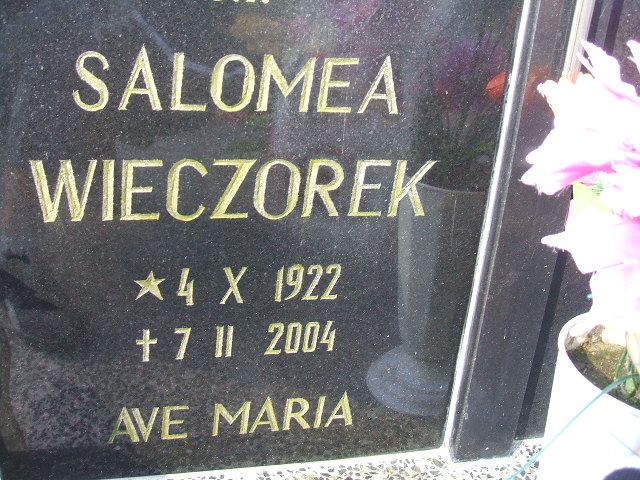 SALOMEA
WIECZOREK
★ 4 X 1922
✝ 7 II 2004
AVE MARIA